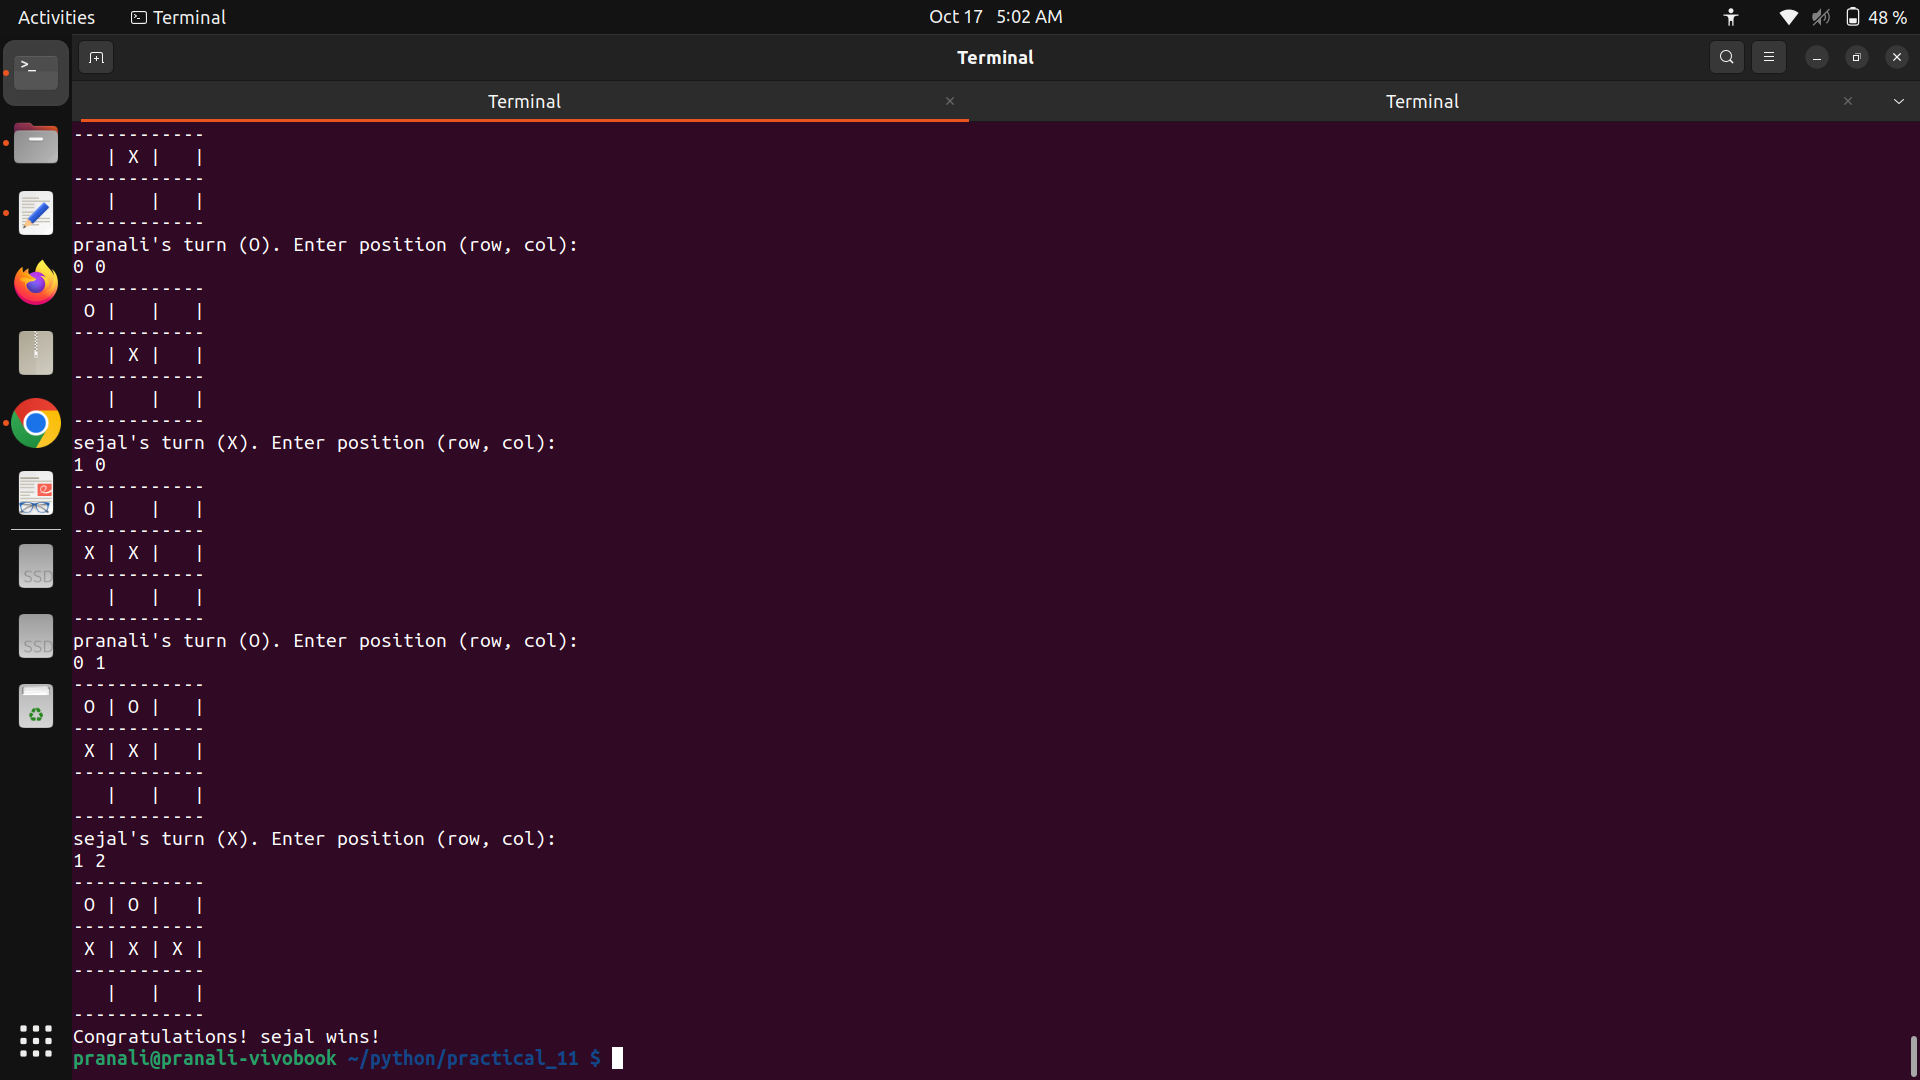 Activities Terminal Oct 17 5:02 AM 48 %
Terminal
Terminal Terminal
------------
   | X |   |
------------
   |   |   |
------------
pranali's turn (O). Enter position (row, col):
0 0
------------
 O |   |   |
------------
   | X |   |
------------
   |   |   |
------------
sejal's turn (X). Enter position (row, col):
1 0
------------
 O |   |   |
------------
 X | X |   |
------------
   |   |   |
------------
pranali's turn (O). Enter position (row, col):
0 1
------------
 O | O |   |
------------
 X | X |   |
------------
   |   |   |
------------
sejal's turn (X). Enter position (row, col):
1 2
------------
 O | O |   |
------------
 X | X | X |
------------
   |   |   |
------------
Congratulations! sejal wins!
pranali@pranali-vivobook ~/python/practical_11 $
SSD
SSD